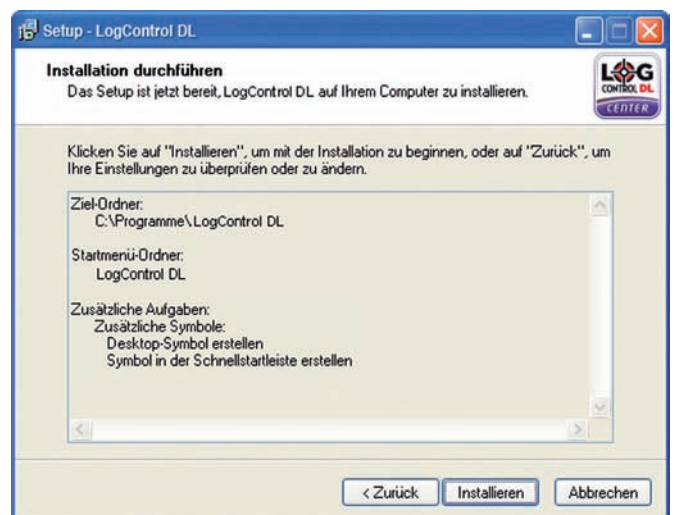 Setup - LogControl DL
Installation durchführen
Das Setup ist jetzt bereit, LogControl DL auf Ihrem Computer zu installieren.
LOG
CONTROL DL
CENTER
Klicken Sie auf "Installieren", um mit der Installation zu beginnen, oder auf "Zurück", um
Ihre Einstellungen zu überprüfen oder zu ändern.
Ziel-Ordner:
C:\Programme\LogControl DL
Startmenü-Ordner:
LogControl DL
Zusätzliche Aufgaben:
Zusätzliche Symbole:
Desktop-Symbol erstellen
Symbol in der Schnellstartleiste erstellen
< Zurück
Installieren
Abbrechen